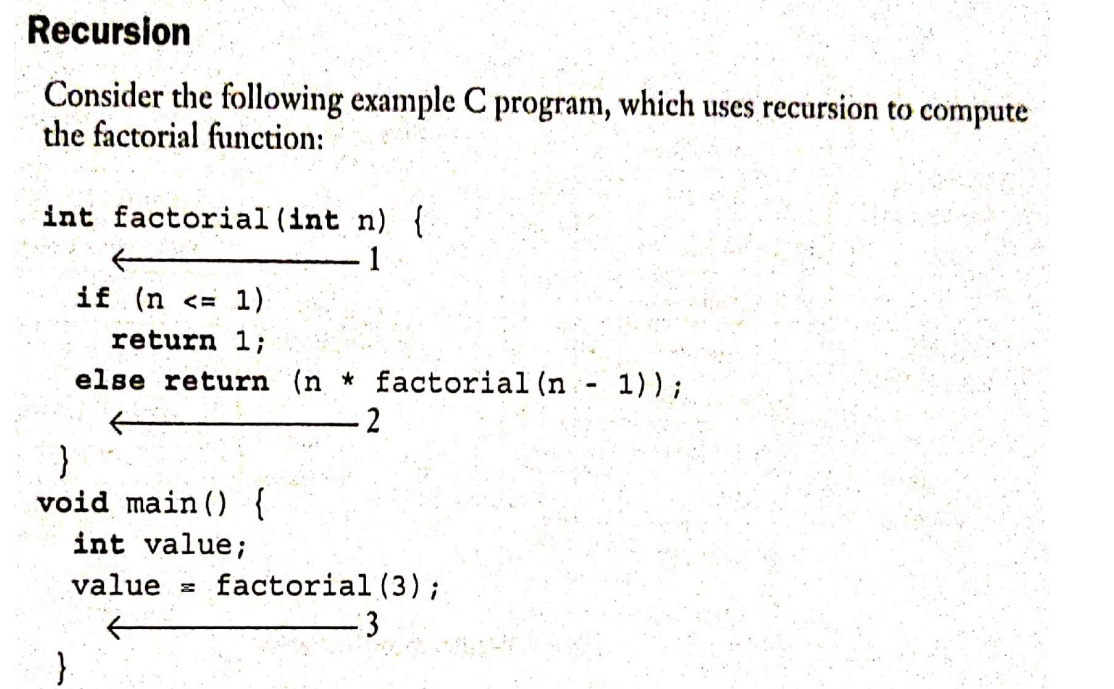 Recursion
Consider the following example C program, which uses recursion to compute
the factorial function:
int factorial(int n) {
1
if (n <= 1)
return 1;
else return (n * factorial(n - 1));
2
}
void main() {
int value;
value = factorial(3);
3
}